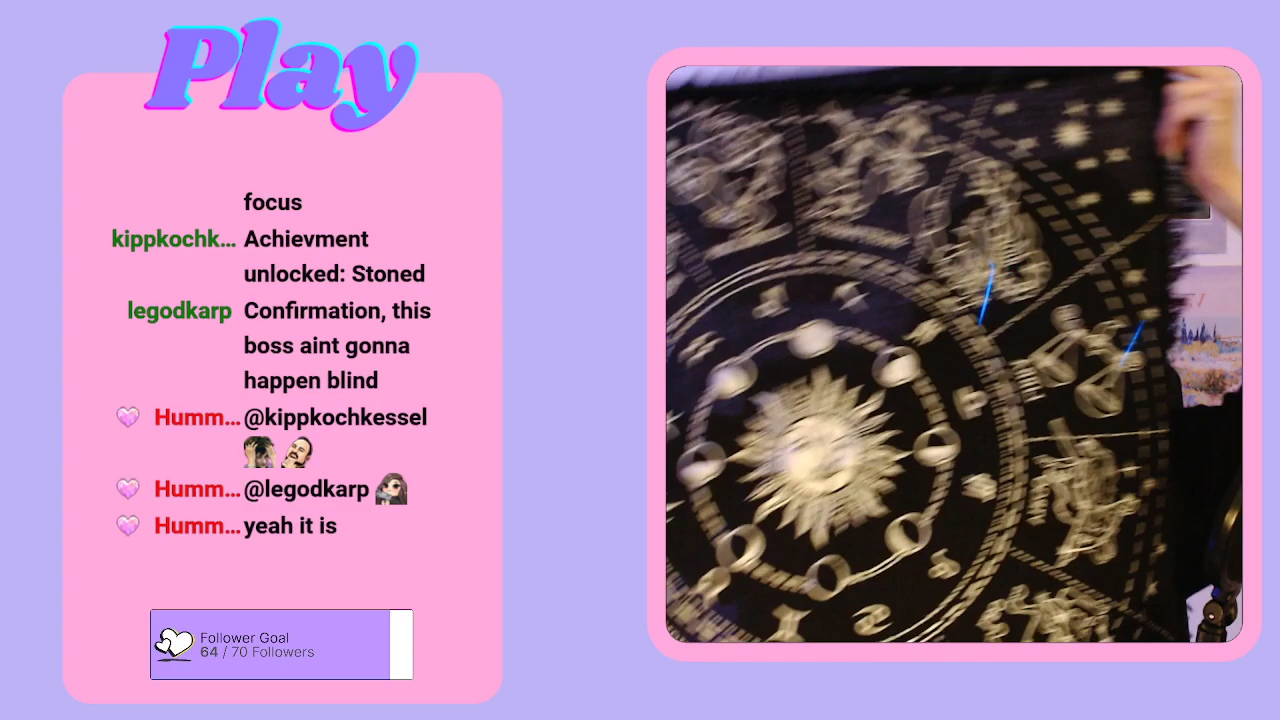 Play
focus
kippkochk... Achievment
unlocked: Stoned
legodkarp Confirmation, this
boss aint gonna
happen blind
Humm... @kippkochkessel
Humm... @legodkarp
Humm... yeah it is
Follower Goal
64 / 70 Followers